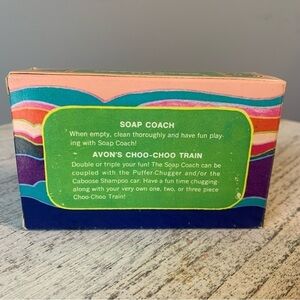 SOAP COACH
When empty, clean thoroughly and have fun play-
ing with Soap Coach!
AVON'S CHOO-CHOO TRAIN
Double or triple your fun! The Soap Coach can be
coupled with the Puffer-Chugger and/or the
Caboose Shampoo car. Have a fun time chugging
along with your very own one, two, or three piece
Choo-Choo Train!